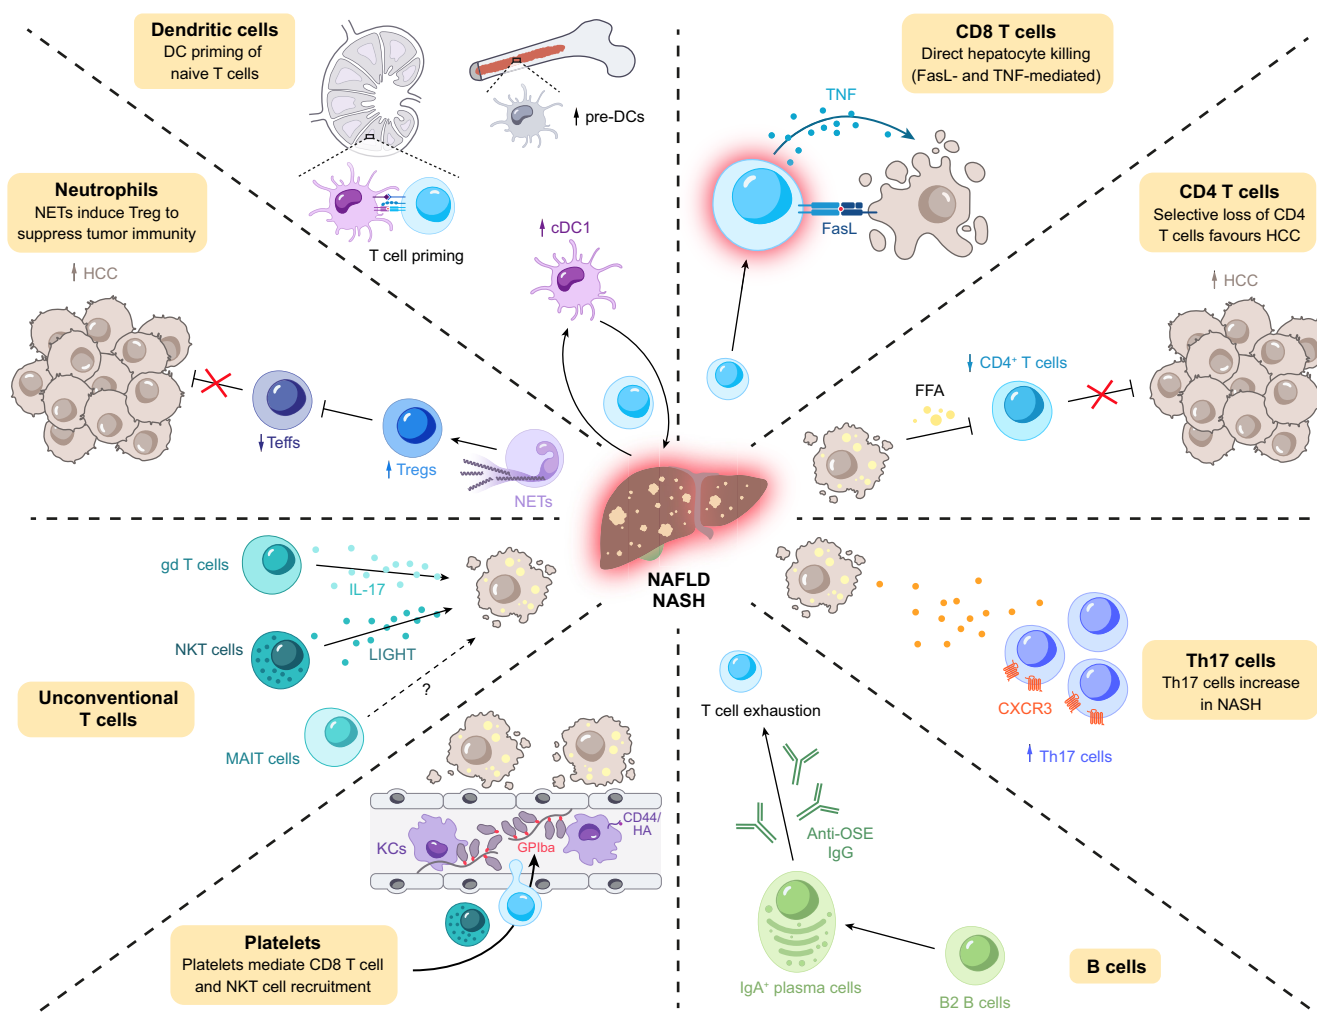 Dendritic cells
DC priming of
naive T cells
↑ pre-DCs
T cell priming
↑ cDC1
CD8 T cells
Direct hepatocyte killing
(FasL- and TNF-mediated)
TNF
FasL
Neutrophils
NETs induce Treg to
suppress tumor immunity
↑ HCC
↓ Teffs
↑ Tregs
NETs
CD4 T cells
Selective loss of CD4
T cells favours HCC
↑ HCC
↓ CD4⁺ T cells
FFA
NAFLD
NASH
gd T cells
IL-17
NKT cells
LIGHT
?
MAIT cells
Unconventional
T cells
Th17 cells
Th17 cells increase
in NASH
CXCR3
↑ Th17 cells
KCs
GPIba
CD44/
HA
Platelets
Platelets mediate CD8 T cell
and NKT cell recruitment
T cell exhaustion
Anti-OSE
IgG
IgA⁺ plasma cells
B2 B cells
B cells